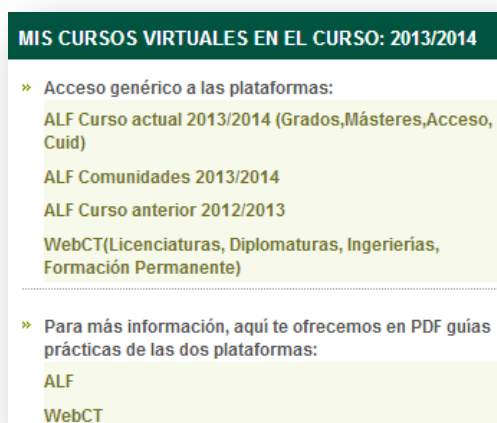 MIS CURSOS VIRTUALES EN EL CURSO: 2013/2014
» Acceso genérico a las plataformas:
ALF Curso actual 2013/2014 (Grados,Másteres,Acceso,
Cuid)
ALF Comunidades 2013/2014
ALF Curso anterior 2012/2013
WebCT(Licenciaturas, Diplomaturas, Ingerierías,
Formación Permanente)
» Para más información, aquí te ofrecemos en PDF guías
prácticas de las dos plataformas:
ALF
WebCT